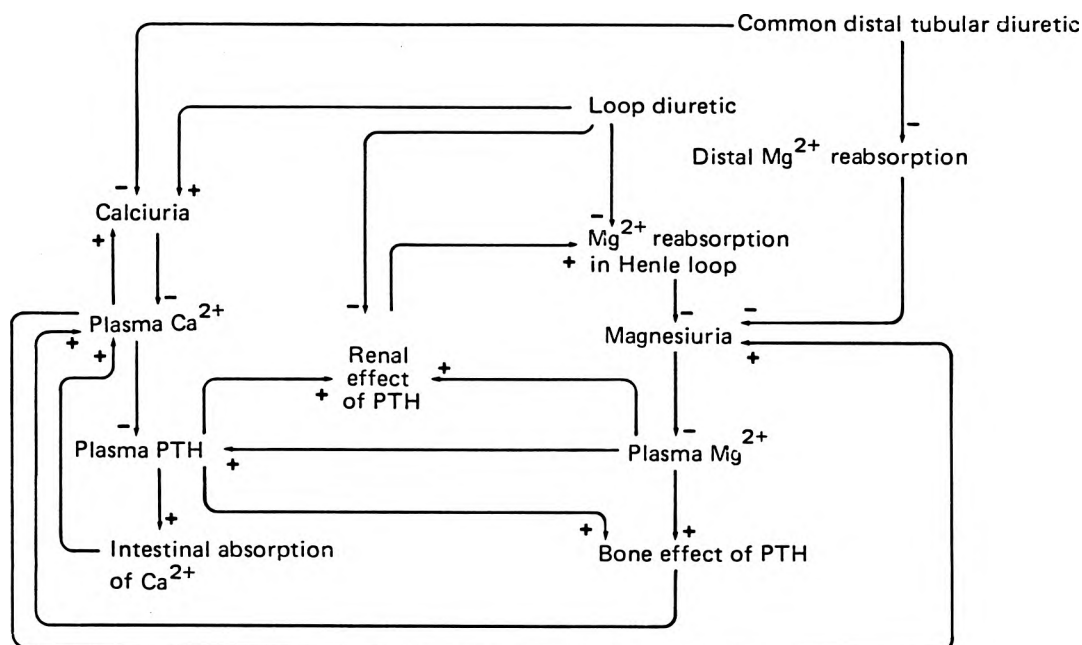 Common distal tubular diuretic
Loop diuretic
-
Distal Mg2+ reabsorption
- +
Calciuria
-
Mg2+ reabsorption
+ in Henle loop
+
-
Plasma Ca2+
+ +
-
- -
Magnesiuria
+
Renal
effect
of PTH
+ +
-
Plasma PTH
+
-
Plasma Mg2+
+
Intestinal absorption
of Ca2+
+ +
Bone effect of PTH